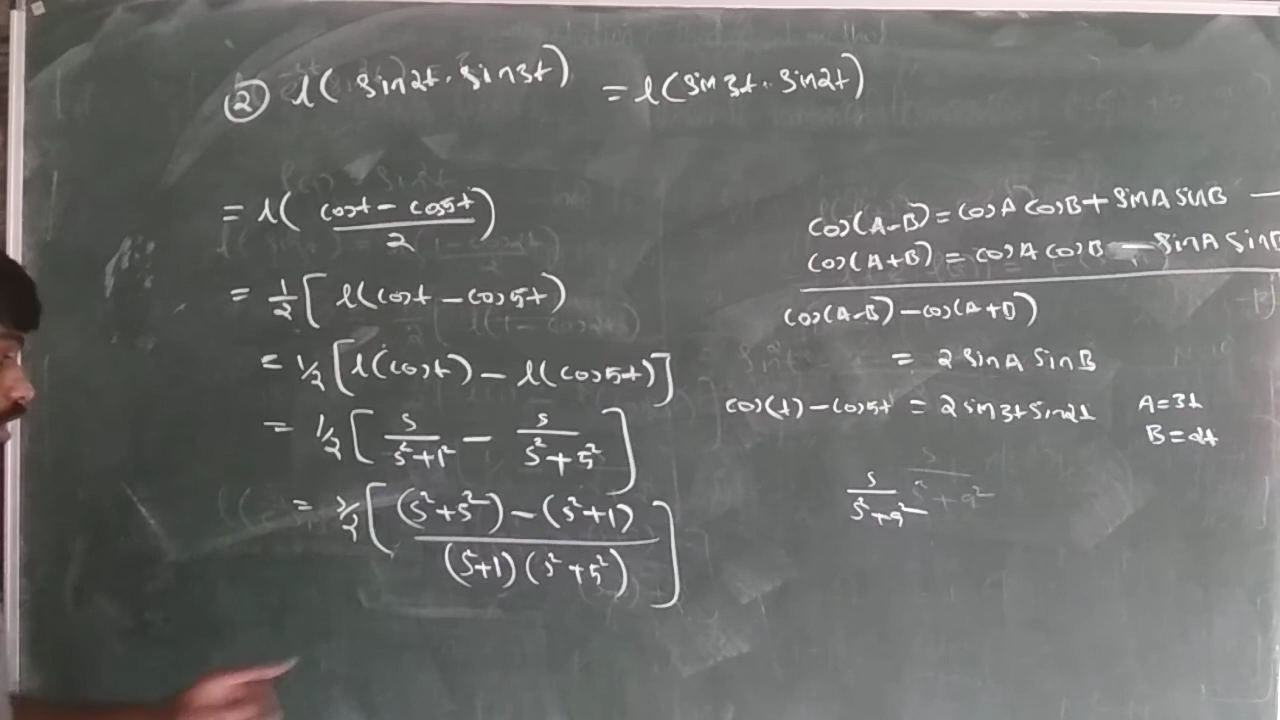 ② l(sin2t·sin3t) = l(sin3t·sin2t)
= l((cost - cos5t)/2)
= 1/2 [ l(cost - cos5t)
= 1/2 [l(cost) - l(cos5t)]
= 1/2 [ s/(s²+1²) - s/(s²+5²) ]
= s/2 [ ((s²+5²) - (s²+1))/((s²+1)(s²+5²)) ]
cos(A-B) = cosA cosB + sinA sinB —
cos(A+B) = cosA cosB - sinA sinB
cos(A-B) - cos(A+B)
= 2 sinA sinB
cos(t) - cos5t = 2 sin3t sin2t A=3t
B=2t
s/(s²+a²)